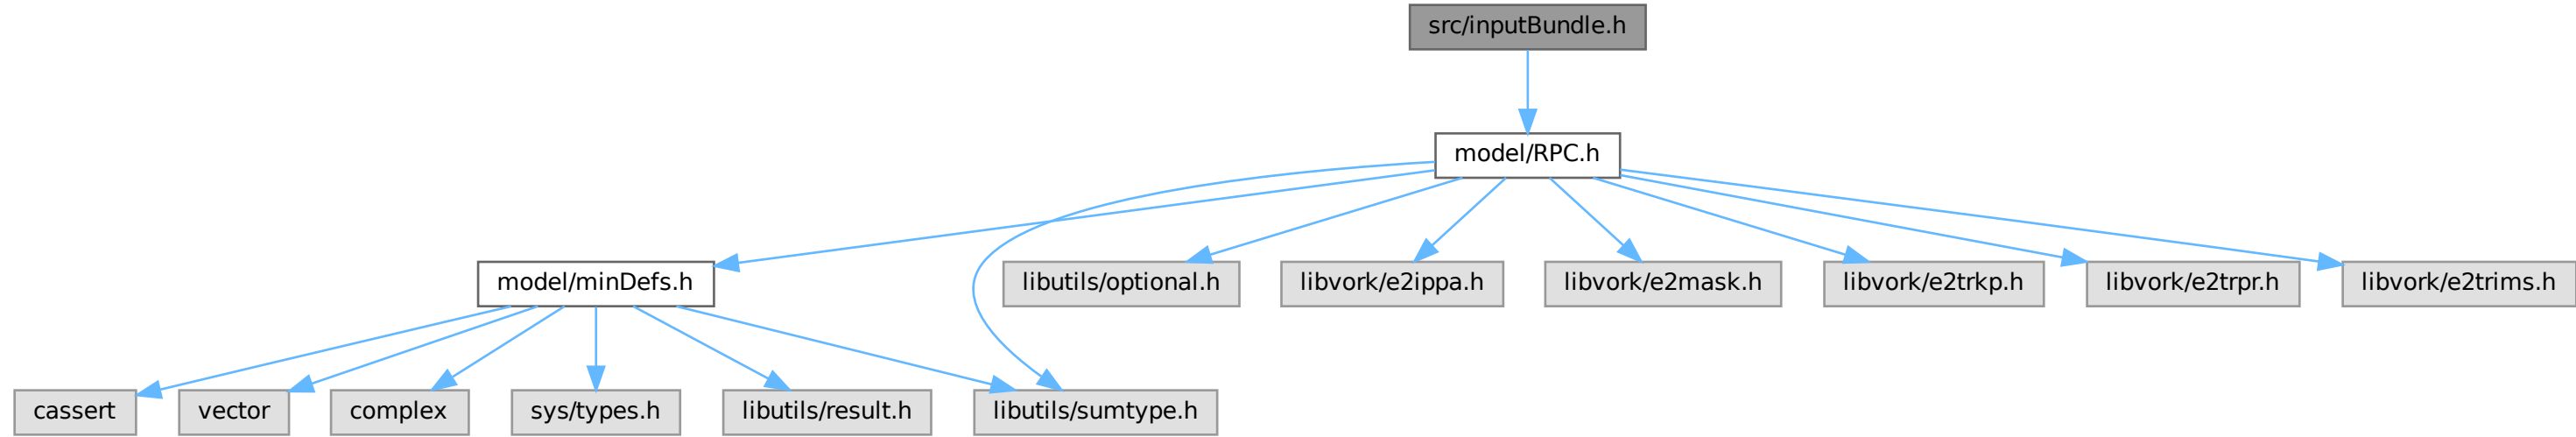 src/inputBundle.h
model/RPC.h
model/minDefs.h
libutils/optional.h
libvork/e2ippa.h
libvork/e2mask.h
libvork/e2trkp.h
libvork/e2trpr.h
libvork/e2trims.h
cassert
vector
complex
sys/types.h
libutils/result.h
libutils/sumtype.h